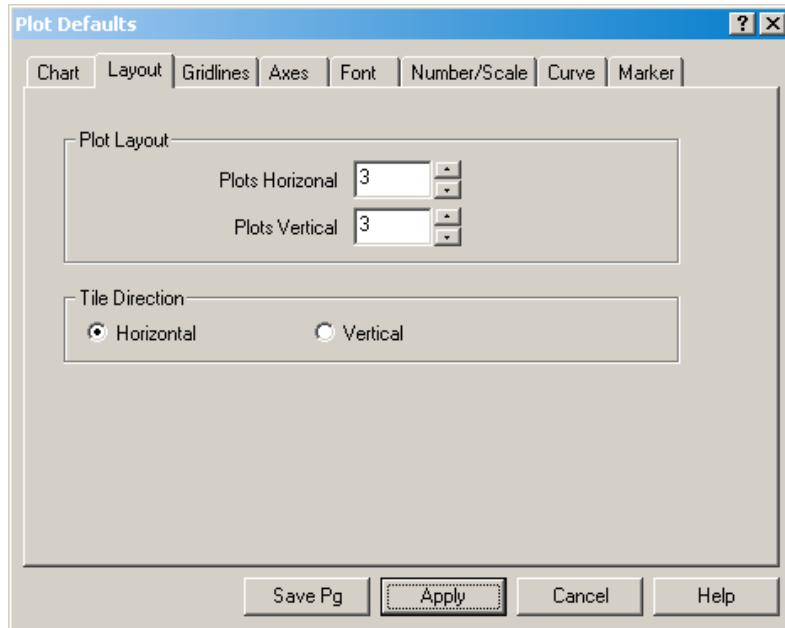 Plot Defaults
Chart Layout Gridlines Axes Font Number/Scale Curve Marker
Plot Layout
Plots Horizonal 3
Plots Vertical 3
Tile Direction
Horizontal Vertical
Save Pg Apply Cancel Help